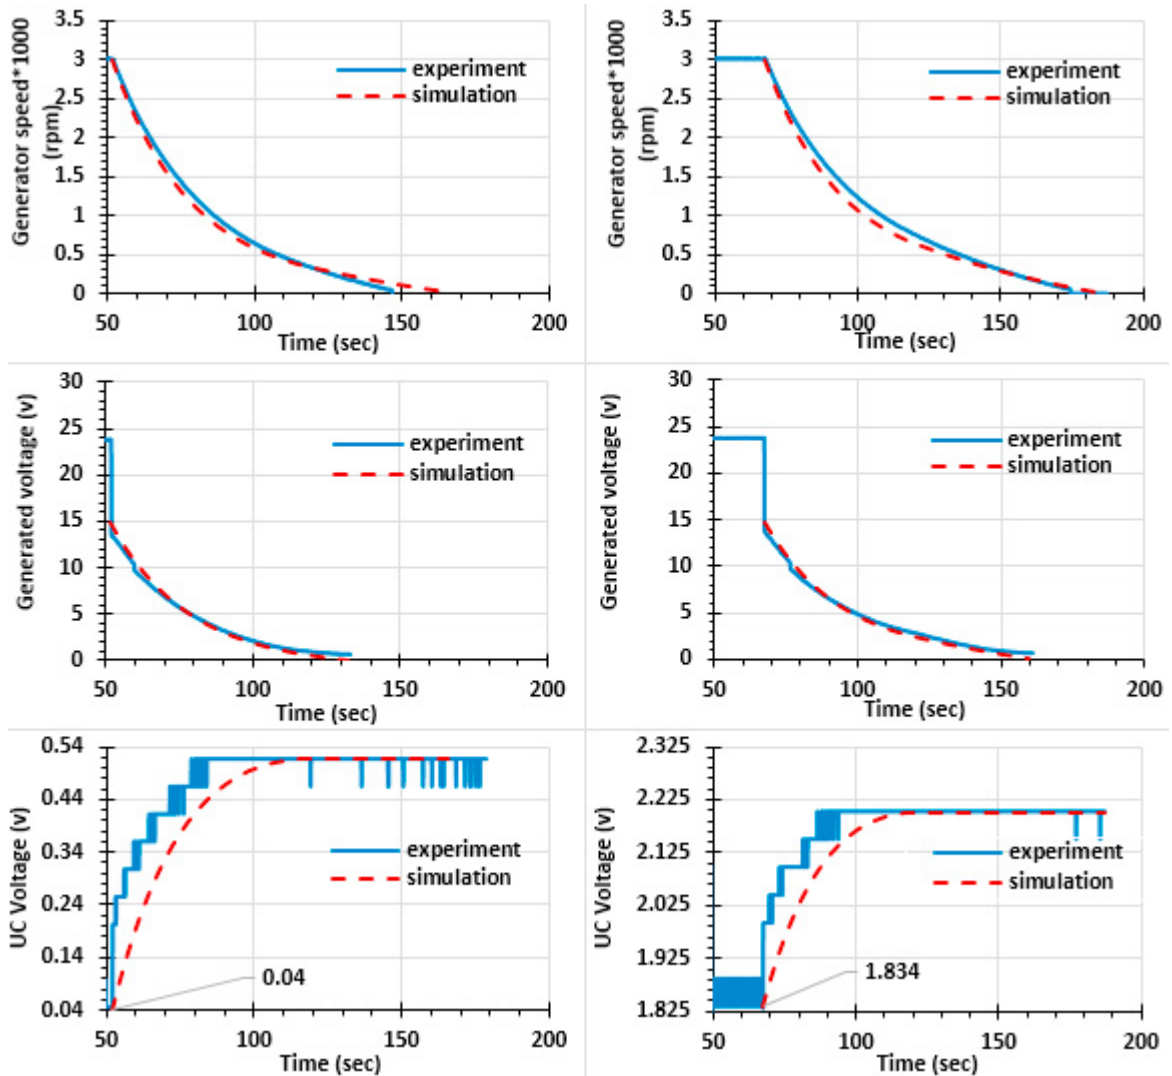 Generator speed*1000
(rpm)
3.5
3
2.5
2
1.5
1
0.5
0
experiment
simulation
50
100
150
200
Time (sec)
Generator speed*1000
(rpm)
3.5
3
2.5
2
1.5
1
0.5
0
experiment
simulation
50
100
150
200
Time (sec)
Generated voltage (v)
30
25
20
15
10
5
0
experiment
simulation
50
100
150
200
Time (sec)
Generated voltage (v)
30
25
20
15
10
5
0
experiment
simulation
50
100
150
200
Time (sec)
UC Voltage (v)
0.54
0.44
0.34
0.24
0.14
0.04
experiment
simulation
0.04
50
100
150
200
Time (sec)
UC Voltage (v)
2.325
2.225
2.125
2.025
1.925
1.825
experiment
simulation
1.834
50
100
150
200
Time (sec)